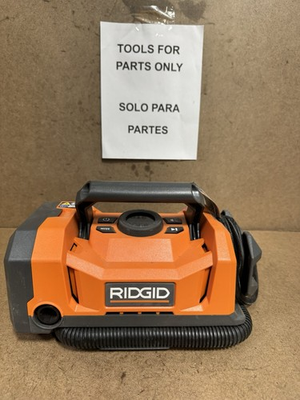 TOOLS FOR
PARTS ONLY
SOLO PARA
PARTES
RIDGID